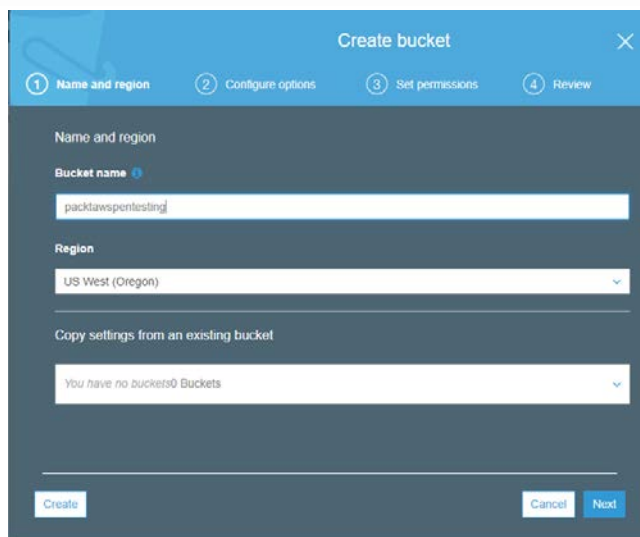 Create bucket
1 Name and region 2 Configure options 3 Set permissions 4 Review
Name and region
Bucket name
packtawspentesting
Region
US West (Oregon)
Copy settings from an existing bucket
You have no buckets0 Buckets
Create Cancel Next